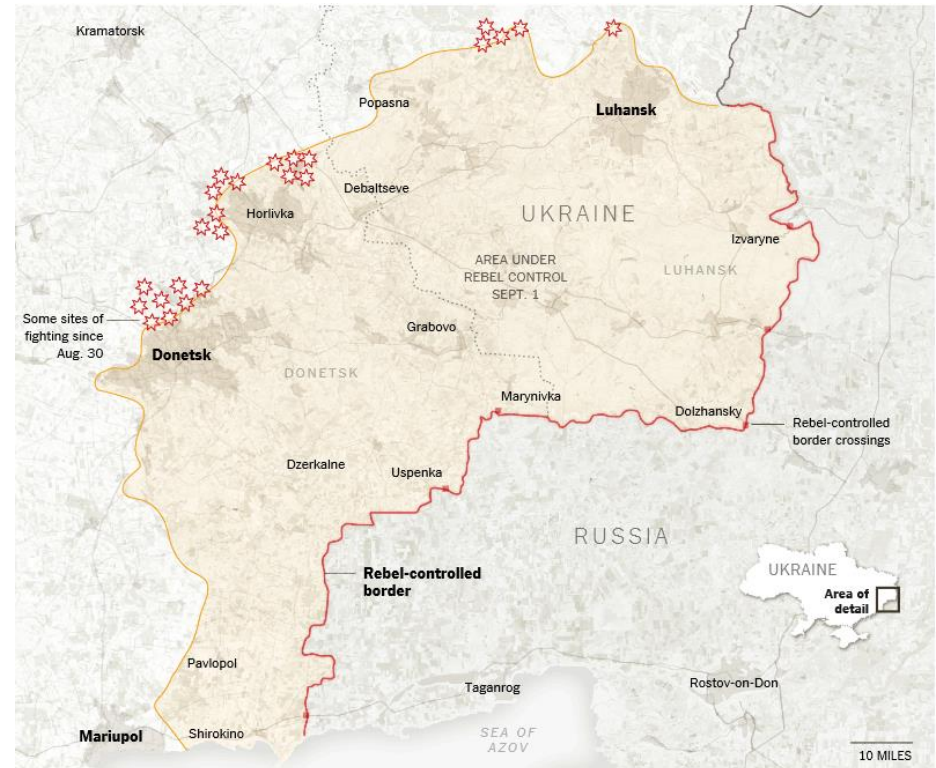 Kramatorsk
Popasna
Luhansk
Debaltseve
Horlivka
UKRAINE
Izvaryne
AREA UNDER
REBEL CONTROL
SEPT. 1
LUHANSK
Some sites of
fighting since
Aug. 30
Grabovo
Donetsk
DONETSK
Marynivka
Dolzhansky
Rebel-controlled
border crossings
Dzerkalne
Uspenka
RUSSIA
Rebel-controlled
border
UKRAINE
Area of
detail
Pavlopol
Taganrog
Rostov-on-Don
Mariupol
Shirokino
SEA OF
AZOV
10 MILES